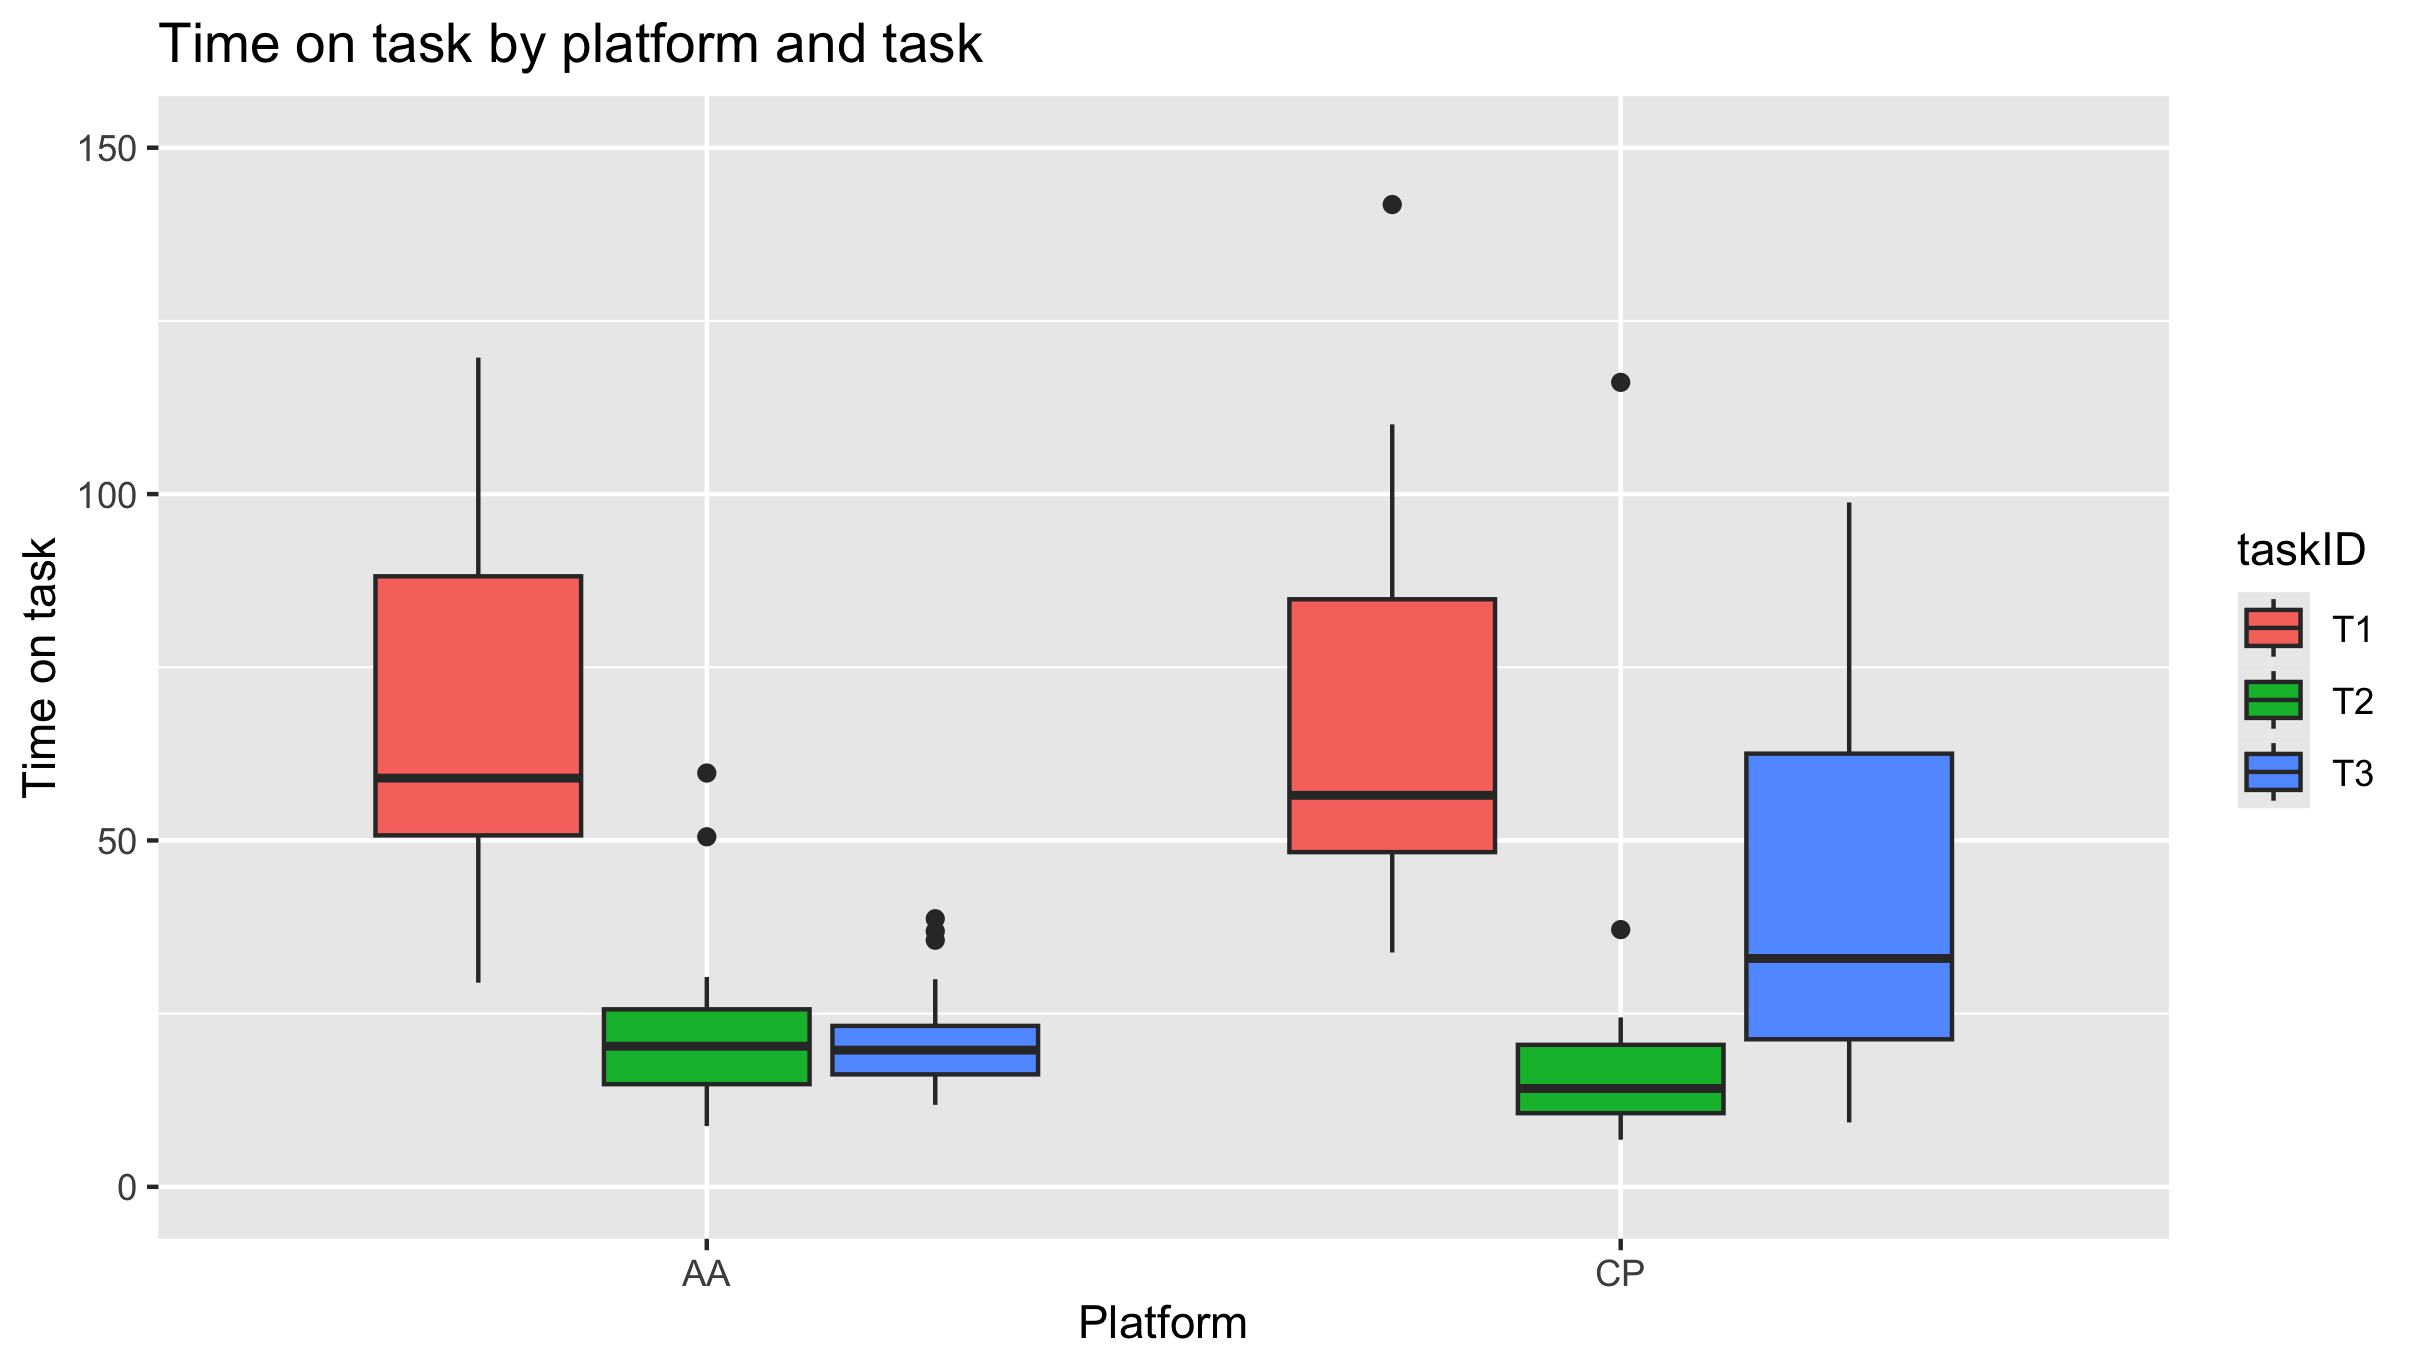 Time on task by platform and task
150
100
50
0
Time on task
AA
CP
Platform
taskID
T1
T2
T3